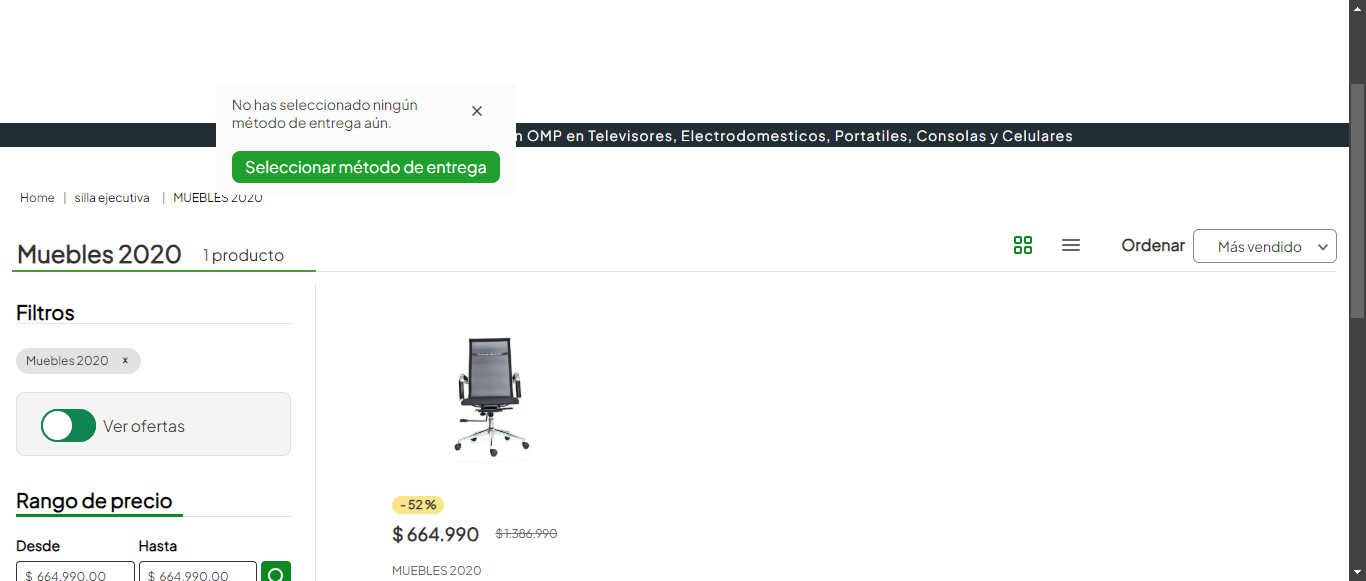 No has seleccionado ningún
método de entrega aún.
n OMP en Televisores, Electrodomesticos, Portatiles, Consolas y Celulares
Seleccionar método de entrega
Home | silla ejecutiva | MUEBLES 2020
Muebles 2020 1 producto
Ordenar Más vendido
Filtros
Muebles 2020 x
Ver ofertas
Rango de precio
Desde Hasta
$ 664.990,00 $ 664.990,00
-52%
$ 664.990 $1.386.990
MUEBLES 2020